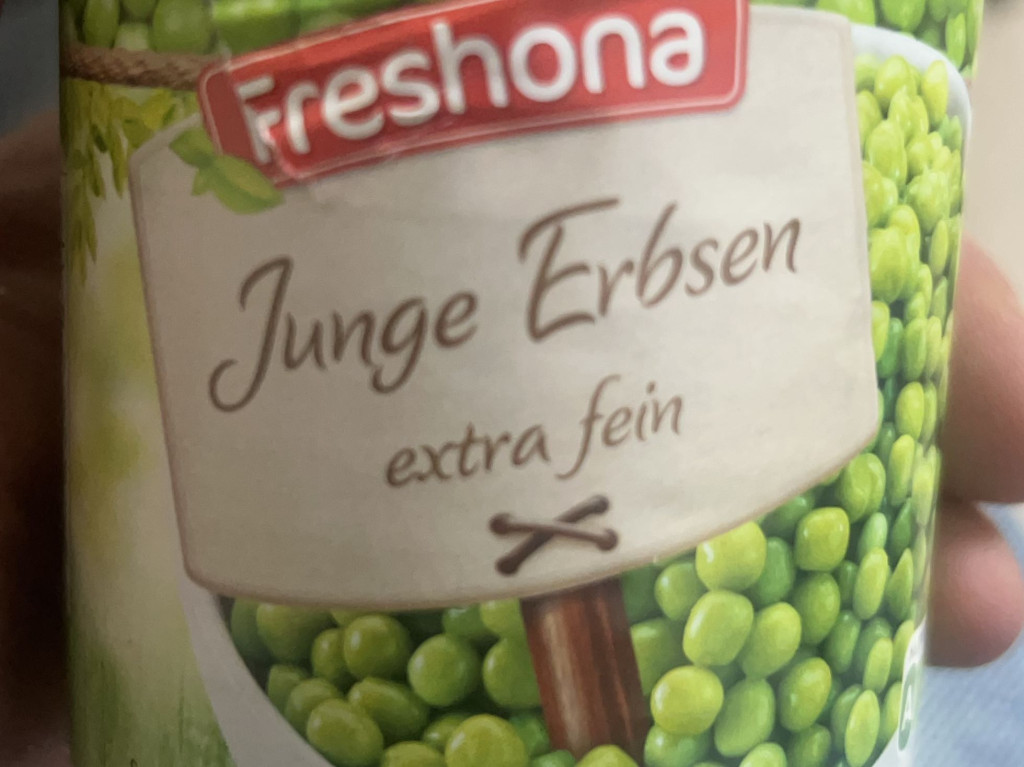 Freshona
Junge Erbsen
extra fein